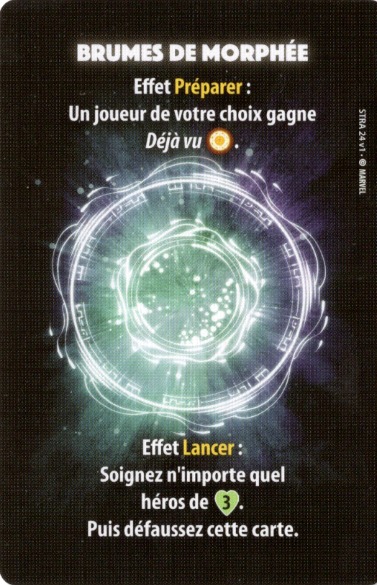 BRUMES DE MORPHÉE
Effet Préparer :
Un joueur de votre choix gagne
Déjà vu .
STRA 24 v1 - © MARVEL
Effet Lancer :
Soignez n'importe quel
héros de 3.
Puis défaussez cette carte.